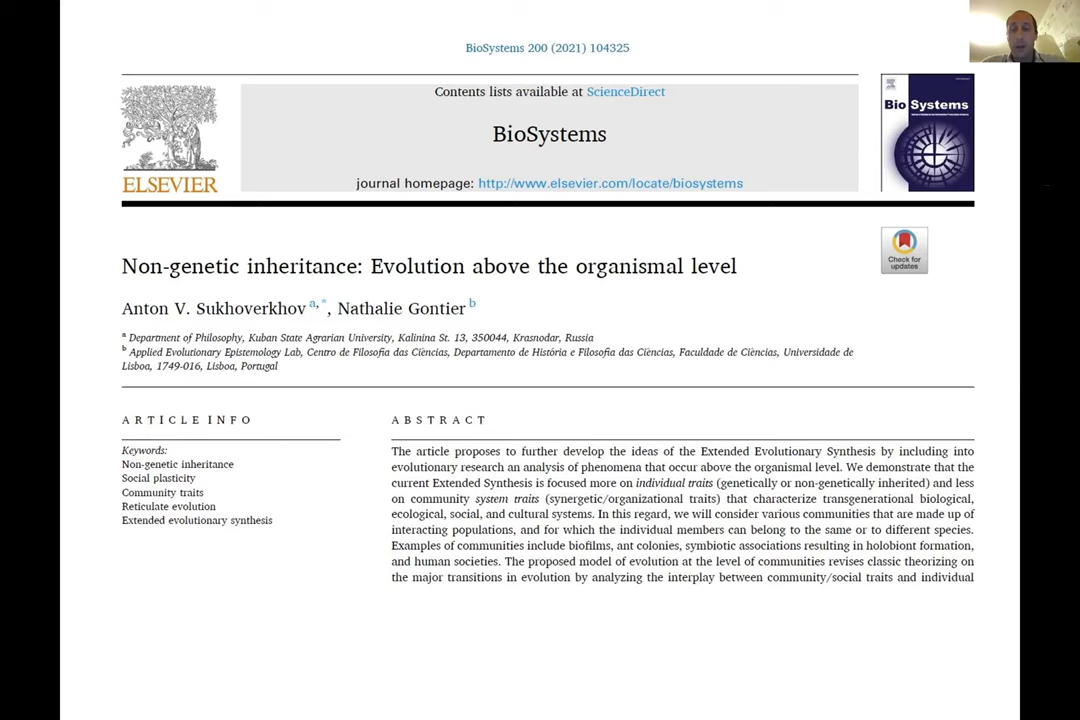 BioSystems 200 (2021) 104325
Contents lists available at ScienceDirect
BioSystems
journal homepage: http://www.elsevier.com/locate/biosystems
ELSEVIER
Bio Systems
Check for
updates
Non-genetic inheritance: Evolution above the organismal level
Anton V. Sukhoverkhov a,*, Nathalie Gontier b
a Department of Philosophy, Kuban State Agrarian University, Kalinina St. 13, 350044, Krasnodar, Russia
b Applied Evolutionary Epistemology Lab, Centro de Filosofia das Ciências, Departamento de História e Filosofia das Ciências, Faculdade de Ciências, Universidade de
Lisboa, 1749-016, Lisboa, Portugal
ARTICLE INFO
Keywords:
Non-genetic inheritance
Social plasticity
Community traits
Reticulate evolution
Extended evolutionary synthesis
ABSTRACT
The article proposes to further develop the ideas of the Extended Evolutionary Synthesis by including into
evolutionary research an analysis of phenomena that occur above the organismal level. We demonstrate that the
current Extended Synthesis is focused more on individual traits (genetically or non-genetically inherited) and less
on community system traits (synergetic/organizational traits) that characterize transgenerational biological,
ecological, social, and cultural systems. In this regard, we will consider various communities that are made up of
interacting populations, and for which the individual members can belong to the same or to different species.
Examples of communities include biofilms, ant colonies, symbiotic associations resulting in holobiont formation,
and human societies. The proposed model of evolution at the level of communities revises classic theorizing on
the major transitions in evolution by analyzing the interplay between community/social traits and individual